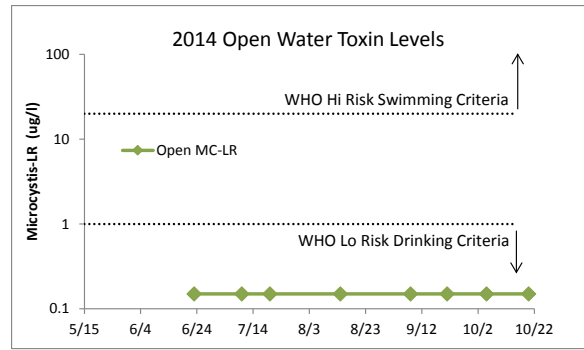 2014 Open Water Toxin Levels
100
WHO Hi Risk Swimming Criteria
10
Open MC-LR
1
WHO Lo Risk Drinking Criteria
0.1
Microcystis-LR (ug/l)
5/15 6/4 6/24 7/14 8/3 8/23 9/12 10/2 10/22